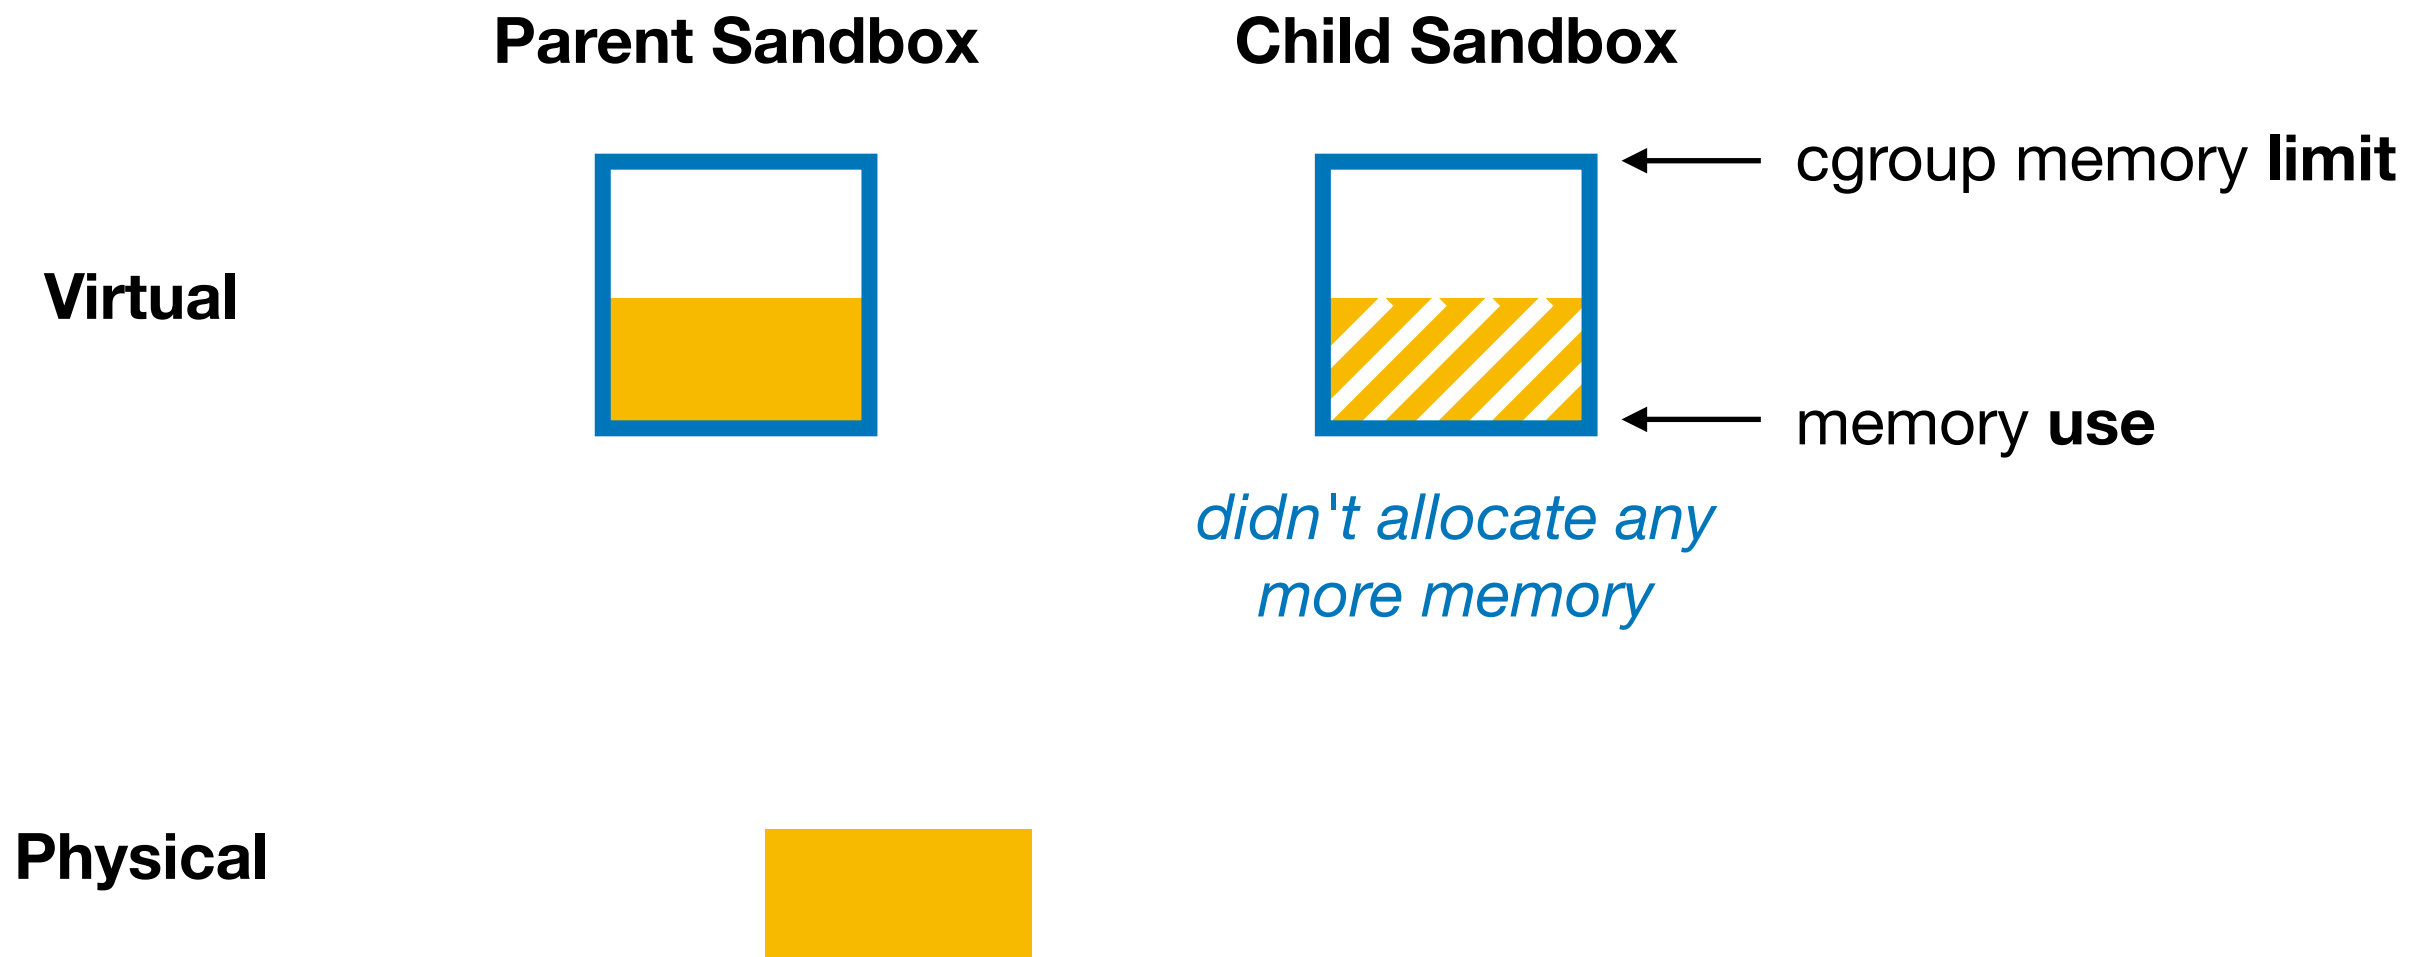 Parent Sandbox
Child Sandbox
cgroup memory limit
Virtual
memory use
didn't allocate any
more memory
Physical